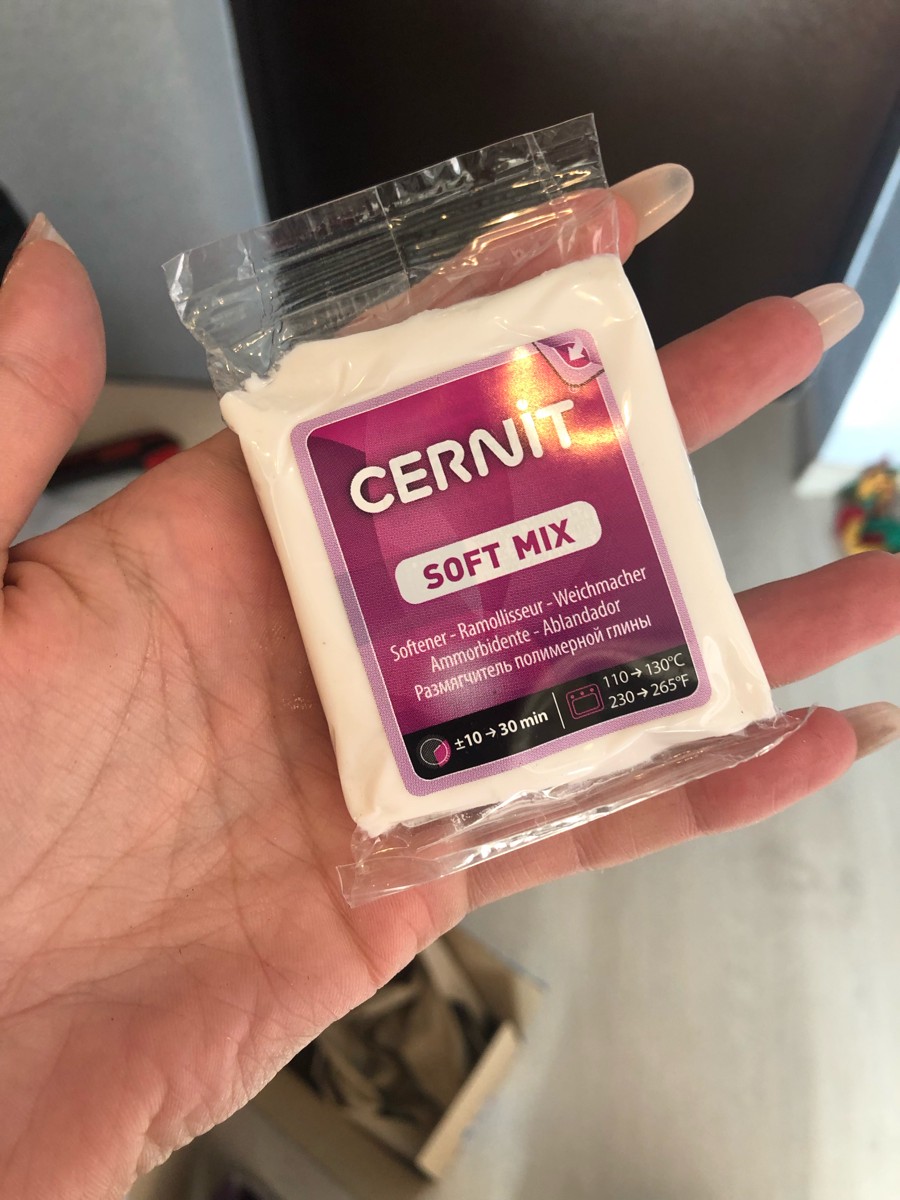 CERNIT
SOFT MIX
Softener - Ramollisseur - Weichmacher
Ammorbidente - Ablandador
Размягчитель полимерной глины
±10 → 30 min
110 → 130°C
230 → 265°F